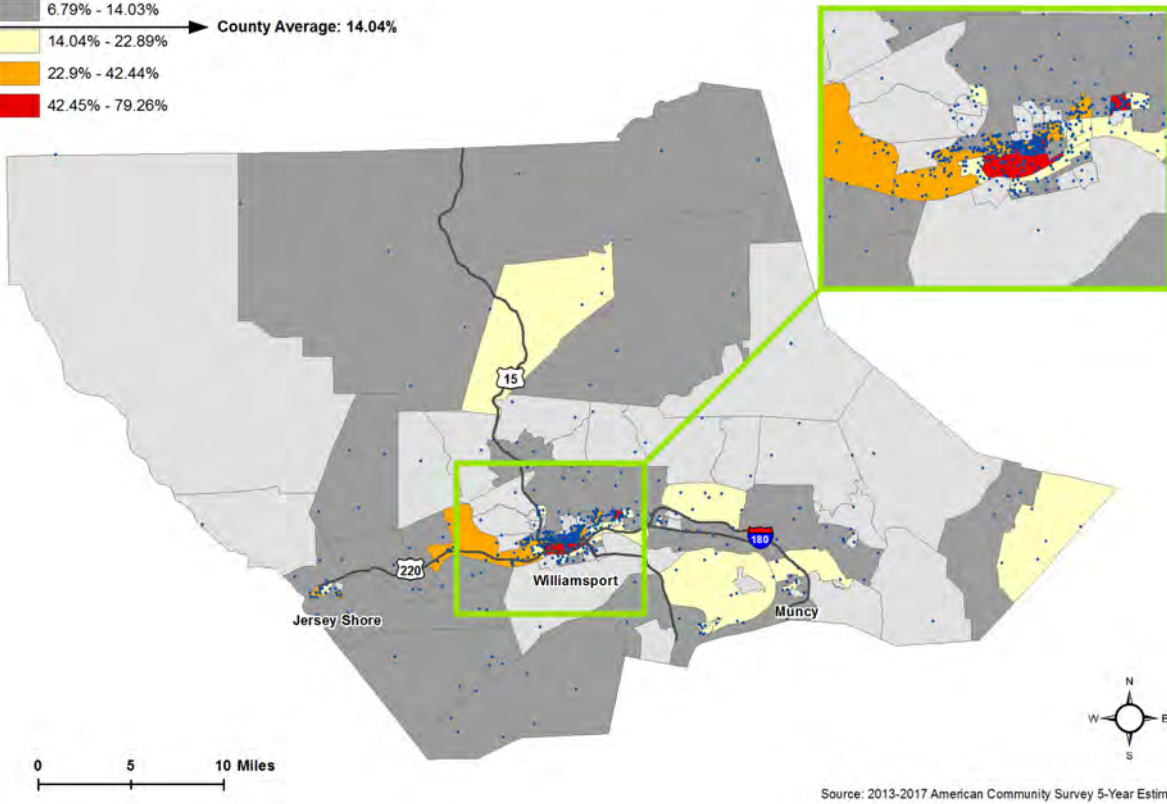 6.79% - 14.03%
County Average: 14.04%
14.04% - 22.89%
22.9% - 42.44%
42.45% - 79.26%
15
180
220
Williamsport
Jersey Shore
Muncy
N
W E
S
0 5 10 Miles
Source: 2013-2017 American Community Survey 5-Year Estim